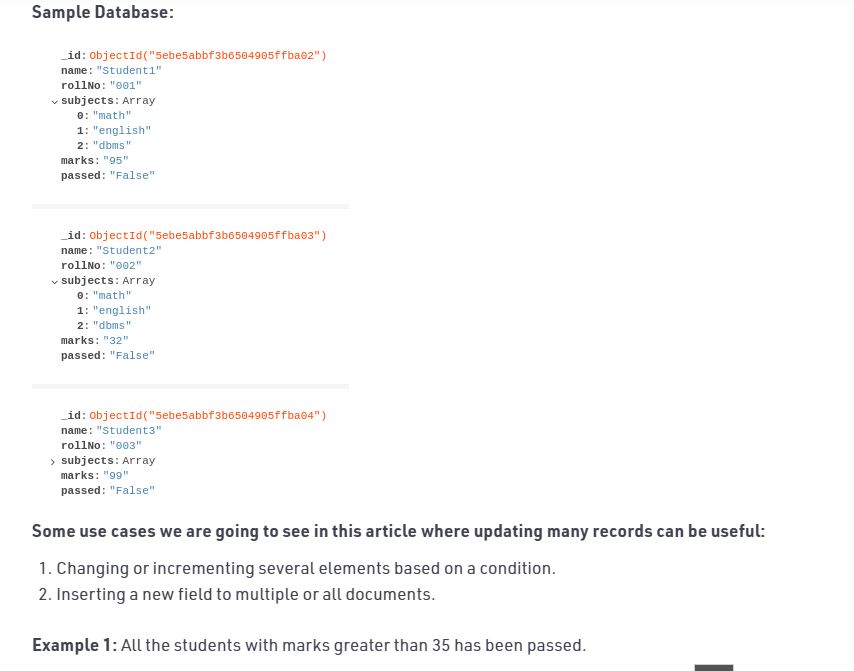 Sample Database:
_id: ObjectId("5ebe5abbf3b6504905ffba02")
name: "Student1"
rollNo: "001"
subjects: Array
0: "math"
1: "english"
2: "dbms"
marks: "95"
passed: "False"
_id: ObjectId("5ebe5abbf3b6504905ffba03")
name: "Student2"
rollNo: "002"
subjects: Array
0: "math"
1: "english"
2: "dbms"
marks: "32"
passed: "False"
_id: ObjectId("5ebe5abbf3b6504905ffba04")
name: "Student3"
rollNo: "003"
subjects: Array
marks: "99"
passed: "False"
Some use cases we are going to see in this article where updating many records can be useful:
1. Changing or incrementing several elements based on a condition.
2. Inserting a new field to multiple or all documents.
Example 1: All the students with marks greater than 35 has been passed.